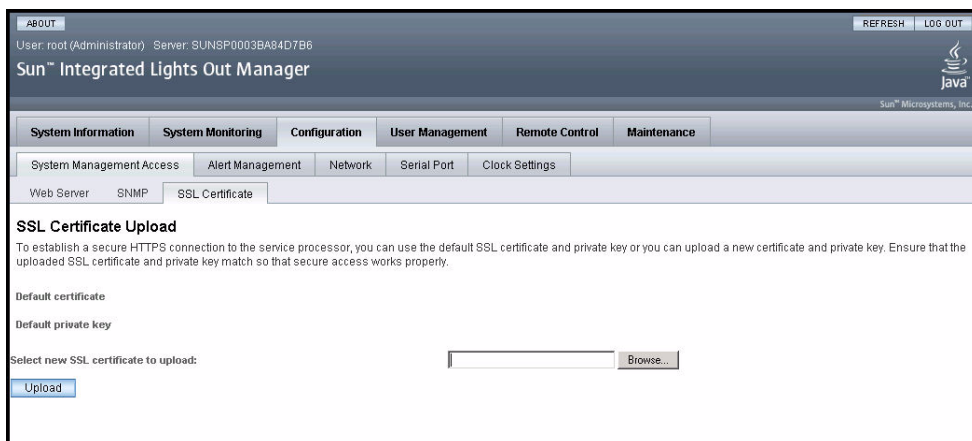 ABOUT
REFRESH LOG OUT
User: root (Administrator) Server: SUNSP0003BA84D7B6
Sun™ Integrated Lights Out Manager
Java™
Sun™ Microsystems, Inc.
System Information System Monitoring Configuration User Management Remote Control Maintenance
System Management Access Alert Management Network Serial Port Clock Settings
Web Server SNMP SSL Certificate
SSL Certificate Upload
To establish a secure HTTPS connection to the service processor, you can use the default SSL certificate and private key or you can upload a new certificate and private key. Ensure that the
uploaded SSL certificate and private key match so that secure access works properly.
Default certificate
Default private key
Select new SSL certificate to upload:
Browse...
Upload